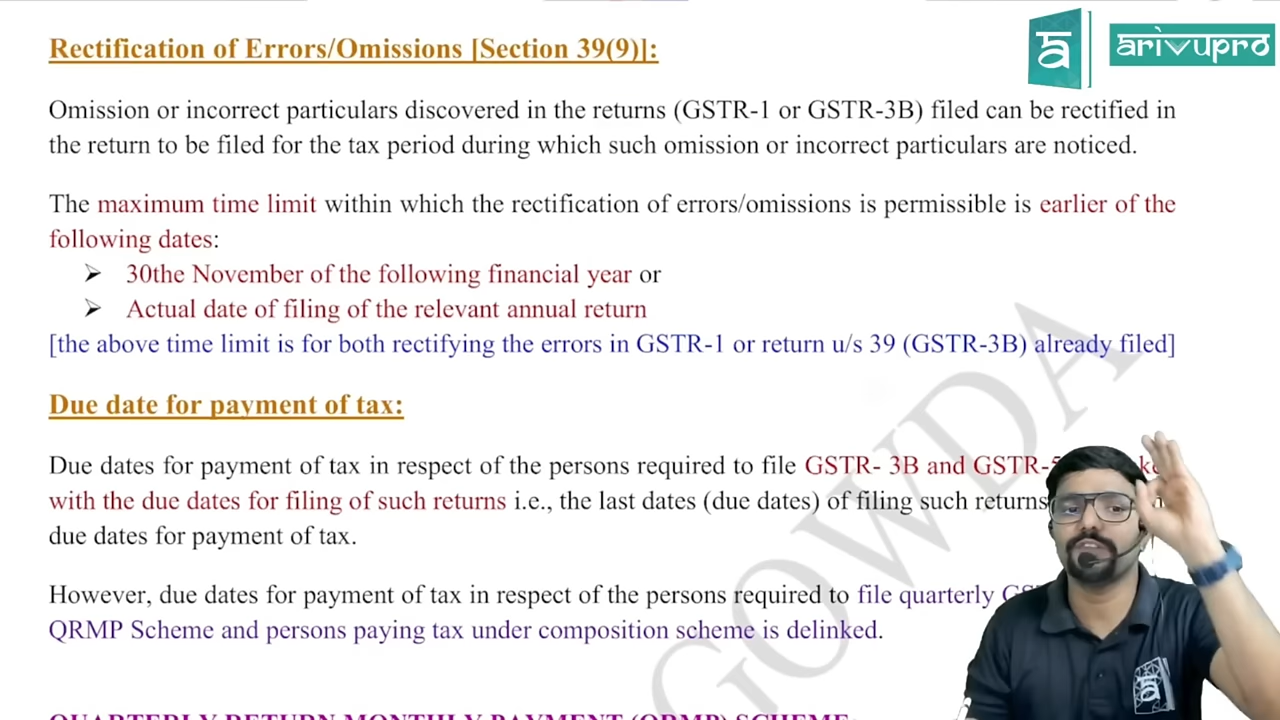 Rectification of Errors/Omissions [Section 39(9)]:
arivupro
Omission or incorrect particulars discovered in the returns (GSTR-1 or GSTR-3B) filed can be rectified in
the return to be filed for the tax period during which such omission or incorrect particulars are noticed.
The maximum time limit within which the rectification of errors/omissions is permissible is earlier of the
following dates:
➢ 30the November of the following financial year or
➢ Actual date of filing of the relevant annual return
[the above time limit is for both rectifying the errors in GSTR-1 or return u/s 39 (GSTR-3B) already filed]
Due date for payment of tax:
Due dates for payment of tax in respect of the persons required to file GSTR- 3B and
with the due dates for filing of such returns i.e., the last dates (due dates) of filing such returns
due dates for payment of tax.
However, due dates for payment of tax in respect of the persons required to file quarterly
QRMP Scheme and persons paying tax under composition scheme is delinked.
QUARTERLY RETURN MONTHLY PAYMENT (QRMP) SCHEME:
GOWDA